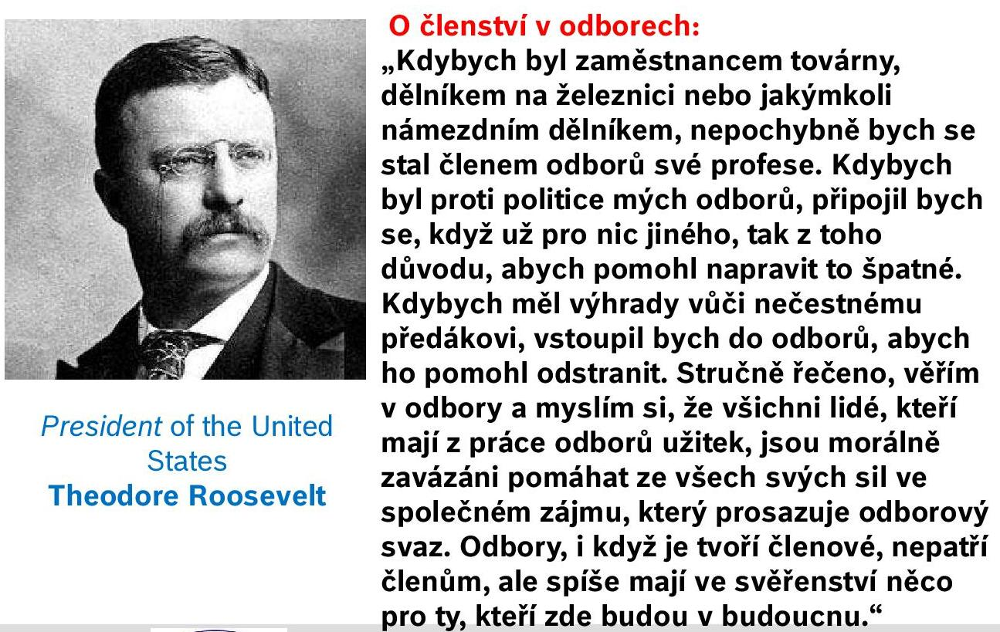 O členství v odborech:
„Kdybych byl zaměstnancem továrny,
dělníkem na železnici nebo jakýmkoli
námezdním dělníkem, nepochybně bych se
stal členem odborů své profese. Kdybych
byl proti politice mých odborů, připojil bych
se, když už pro nic jiného, tak z toho
důvodu, abych pomohl napravit to špatné.
Kdybych měl výhrady vůči nečestnému
předákovi, vstoupil bych do odborů, abych
ho pomohl odstranit. Stručně řečeno, věřím
v odbory a myslím si, že všichni lidé, kteří
mají z práce odborů užitek, jsou morálně
zavázáni pomáhat ze všech svých sil ve
společném zájmu, který prosazuje odborový
svaz. Odbory, i když je tvoří členové, nepatří
členům, ale spíše mají ve svěřenství něco
pro ty, kteří zde budou v budoucnu.“
President of the United
States
Theodore Roosevelt